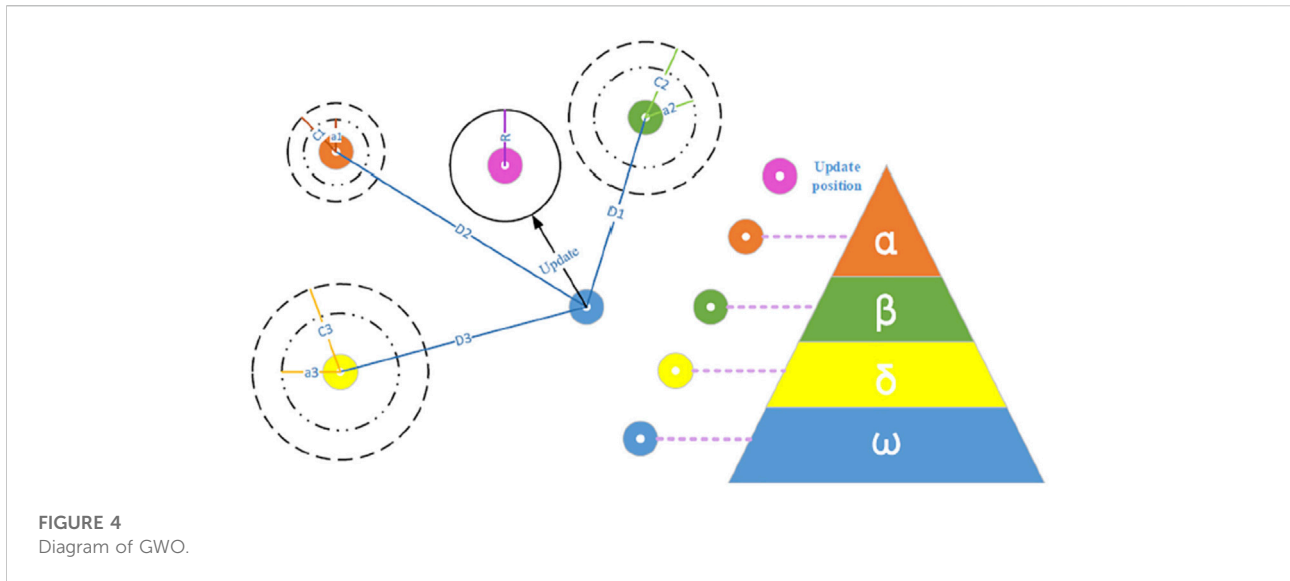 C1
a1
R
C2
a2
D1
D2
Update
D3
C3
a3
Update
position
α
β
δ
ω
FIGURE 4
Diagram of GWO.